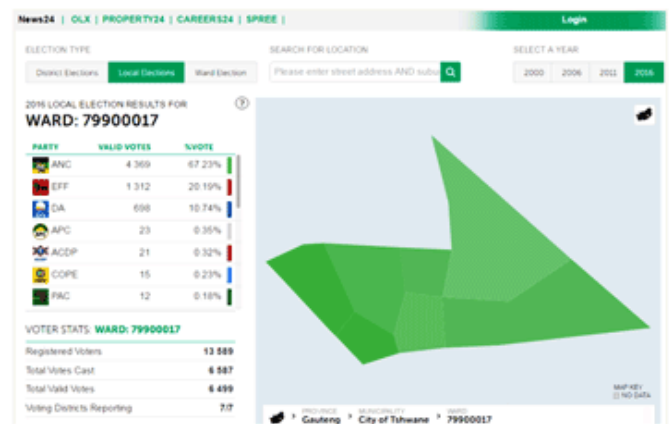 News24 | OLX | PROPERTY24 | CAREERS24 | SPREE |
Login
ELECTION TYPE
District Elections Local Elections Ward Election
SEARCH FOR LOCATION
Please enter street address AND subu
SELECT A YEAR
2000 2006 2011 2016
2016 LOCAL ELECTION RESULTS FOR
WARD: 79900017
?
PARTY VALID VOTES %VOTE
ANC 4 369 67.23%
EFF 1 312 20.19%
DA 698 10.74%
APC 23 0.35%
ACDP 21 0.32%
COPE 15 0.23%
PAC 12 0.18%
VOTER STATS: WARD: 79900017
Registered Voters 13 589
Total Votes Cast 6 587
Total Valid Votes 6 499
Voting Districts Reporting 7/7
MAP KEY
NO DATA
PROVINCE MUNICIPALITY WARD
> Gauteng > City of Tshwane > 79900017